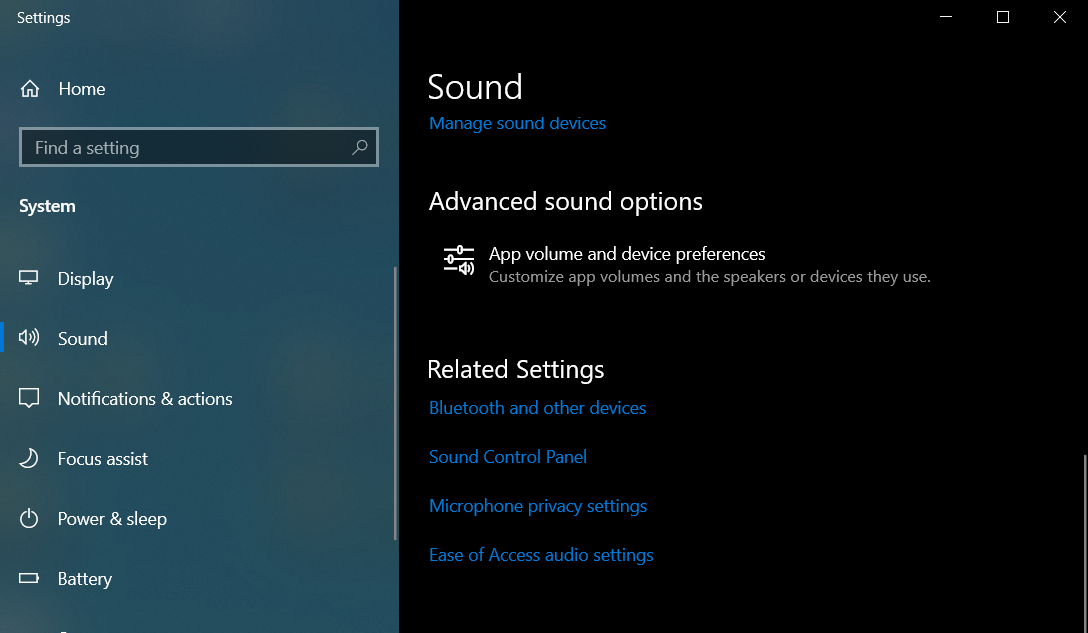 Settings
Home
Find a setting
System
Display
Sound
Notifications & actions
Focus assist
Power & sleep
Battery
Sound
Manage sound devices
Advanced sound options
App volume and device preferences
Customize app volumes and the speakers or devices they use.
Related Settings
Bluetooth and other devices
Sound Control Panel
Microphone privacy settings
Ease of Access audio settings